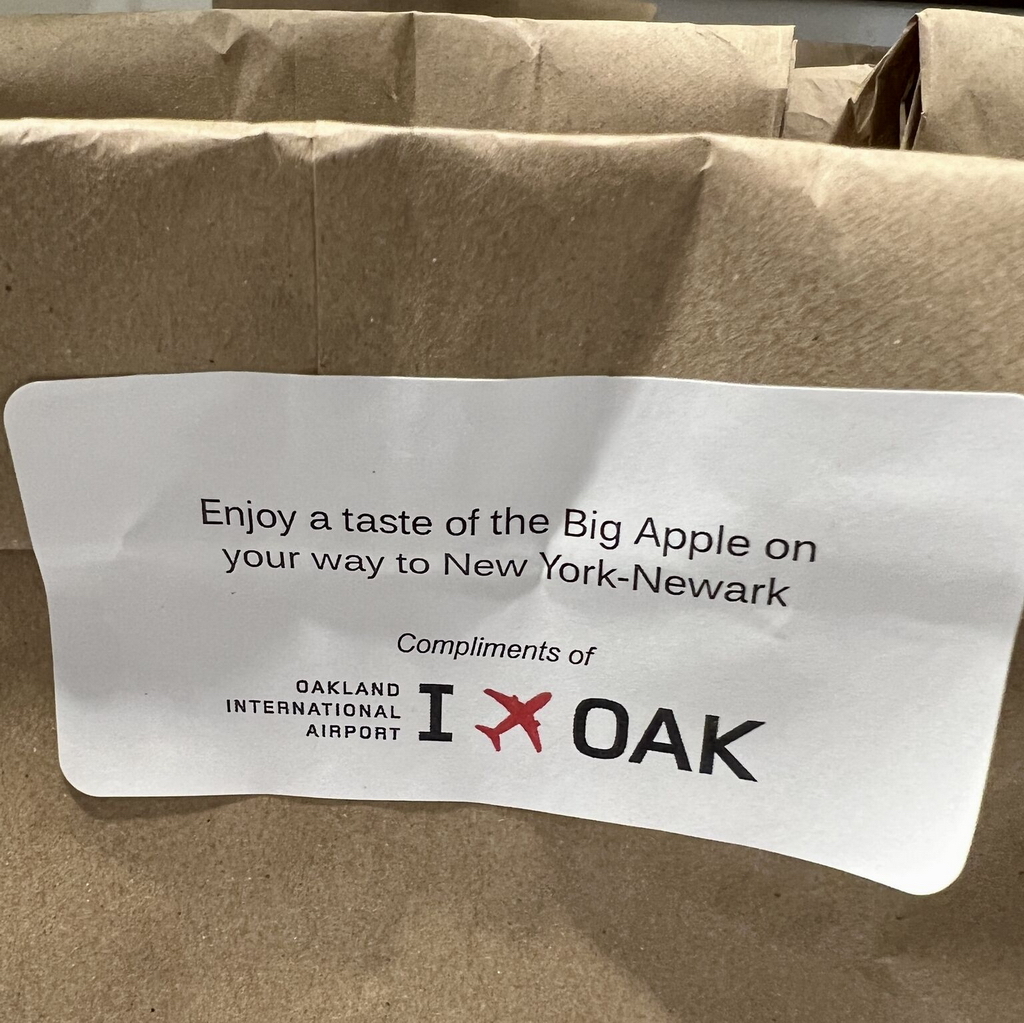 Enjoy a taste of the Big Apple on
your way to New York-Newark
Compliments of
OAKLAND
INTERNATIONAL
AIRPORT
I OAK